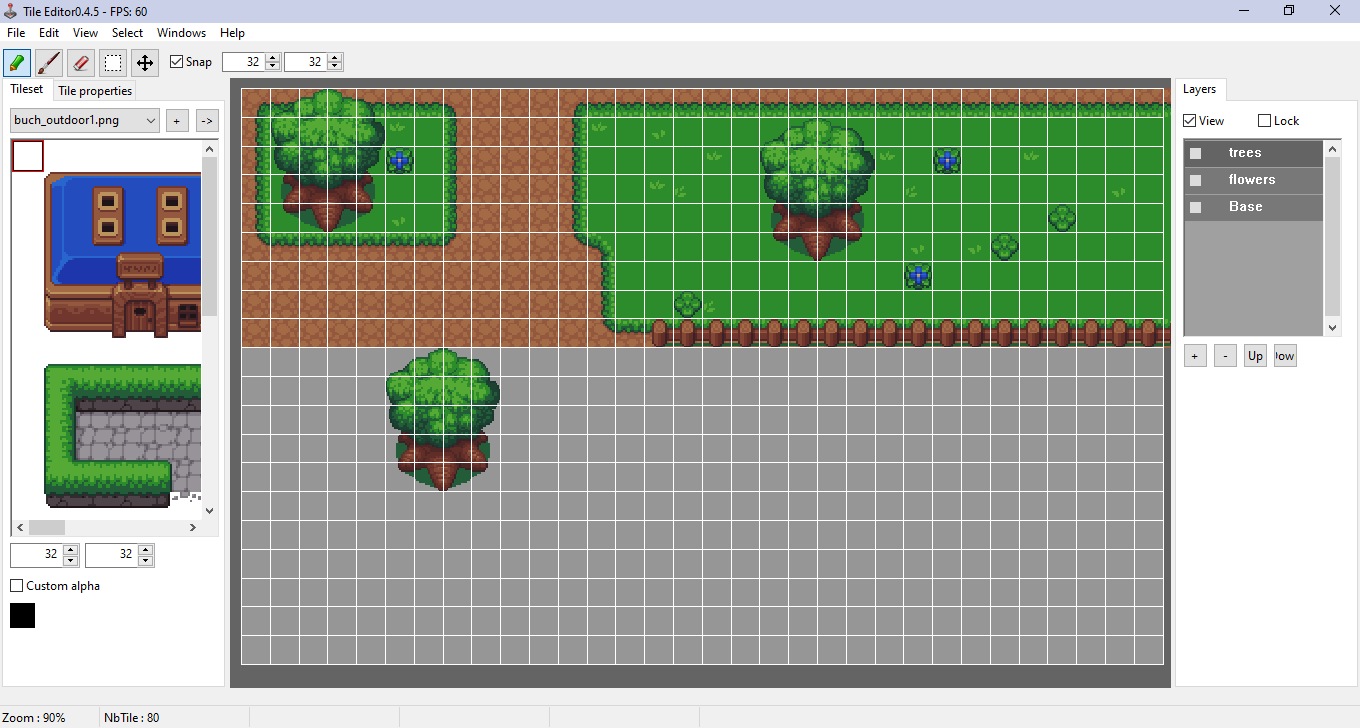 Tile Editor0.4.5 - FPS: 60
File Edit View Select Windows Help
Snap 32 32
Tileset Tile properties
buch_outdoor1.png + ->
32 32
Custom alpha
Layers
View Lock
trees
flowers
Base
+ - Up
Zoom : 90% NbTile : 80